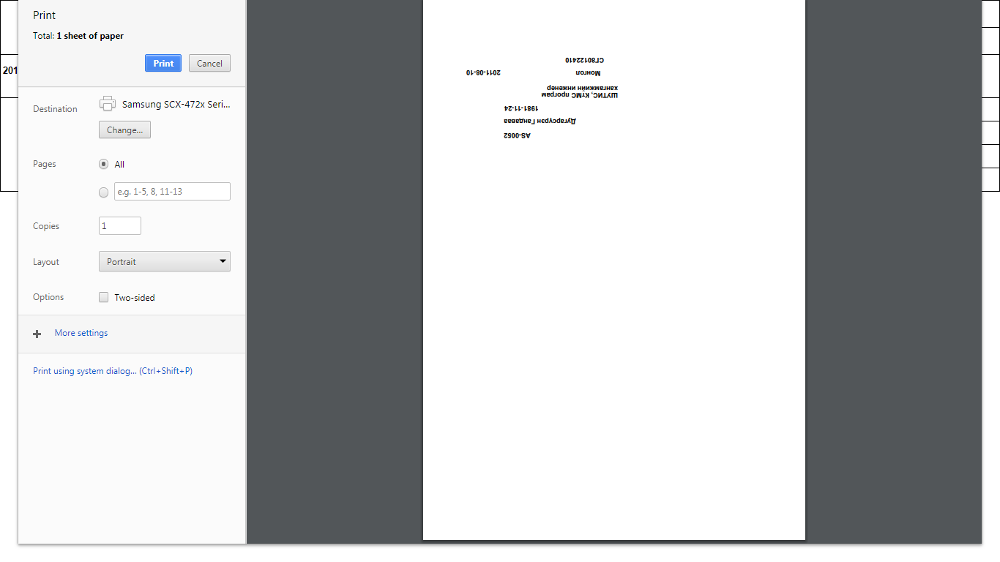 Print
Total: 1 sheet of paper
Print
Cancel
201
Destination
Samsung SCX-472x Seri...
Change...
Pages
All
e.g. 1-5, 8, 11-13
Copies
1
Layout
Portrait
Options
Two-sided
More settings
Print using system dialog... (Ctrl+Shift+P)
AS-0052
Дугарсүрэн Гандаваа
1981-11-24
ШУТИС, КтМС програм
хангамжийн инженер
Монгол 2011-08-10
СГ80122410